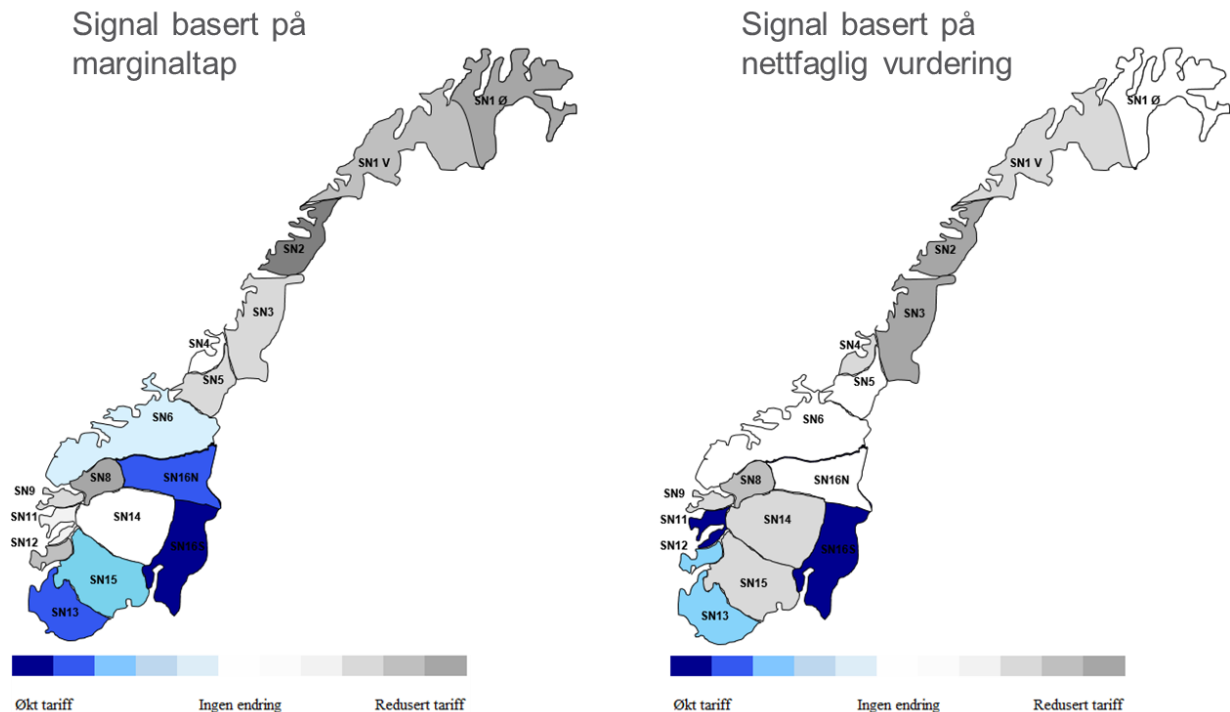 Signal basert på
marginaltap
SN1 Ø
SN1 V
SN2
SN3
SN4
SN5
SN6
SN8
SN16N
SN9
SN11
SN14
SN12
SN16S
SN15
SN13
Økt tariff Ingen endring Redusert tariff
Signal basert på
nettfaglig vurdering
SN1 Ø
SN1 V
SN2
SN3
SN4
SN5
SN6
SN8
SN16N
SN9
SN11
SN14
SN12
SN16S
SN15
SN13
Økt tariff Ingen endring Redusert tariff